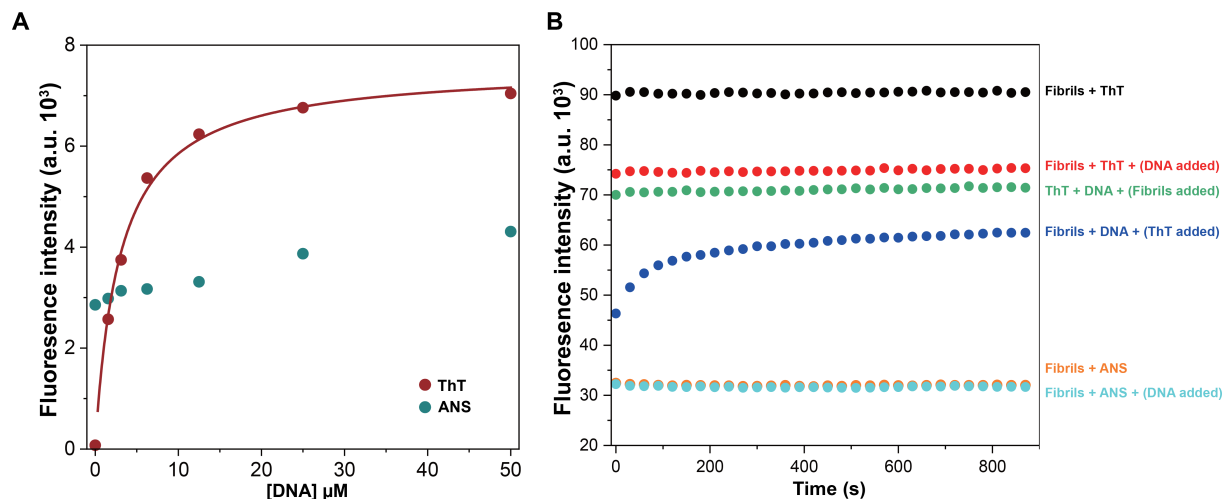 A
Fluoresence intensity (a.u. 10³)
8
6
4
2
0
ThT
ANS
0
10
20
30
40
50
[DNA] µM
B
Fluoresence intensity (a.u. 10³)
100
90
80
70
60
50
40
30
20
Fibrils + ThT
Fibrils + ThT + (DNA added)
ThT + DNA + (Fibrils added)
Fibrils + DNA + (ThT added)
Fibrils + ANS
Fibrils + ANS + (DNA added)
0
200
400
600
800
Time (s)